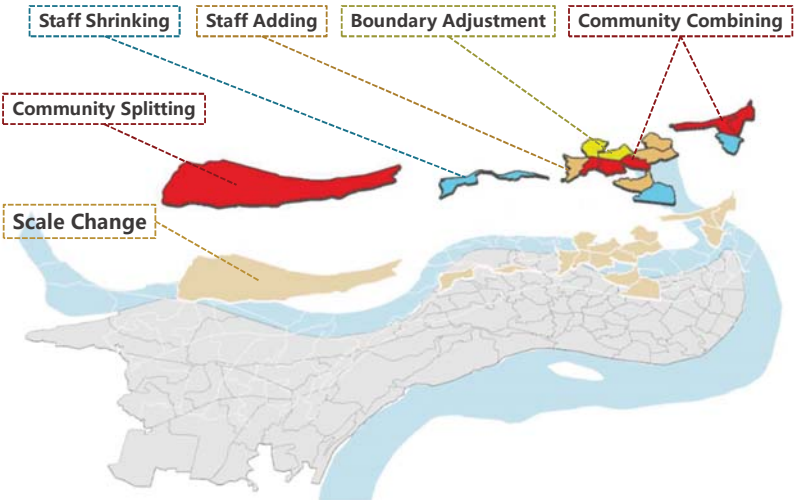 Staff Shrinking
Staff Adding
Boundary Adjustment
Community Combining
Community Splitting
Scale Change